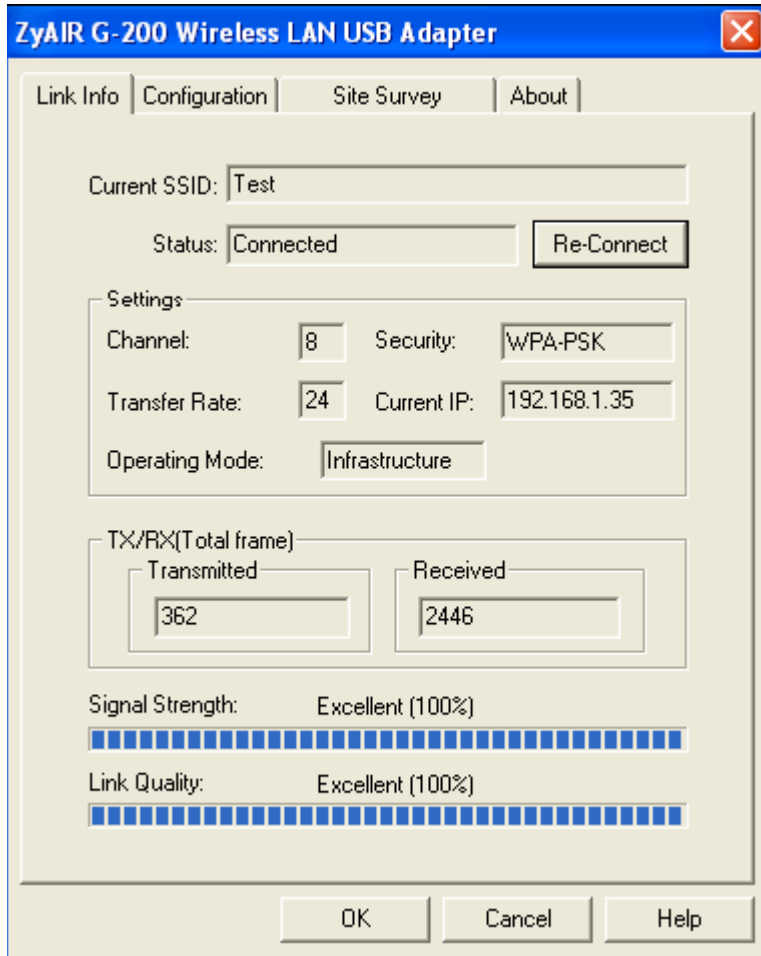 ZyAIR G-200 Wireless LAN USB Adapter
Link Info Configuration Site Survey About
Current SSID: Test
Status: Connected Re-Connect
Settings
Channel: 8 Security: WPA-PSK
Transfer Rate: 24 Current IP: 192.168.1.35
Operating Mode: Infrastructure
TX/RX(Total frame)
Transmitted Received
362 2446
Signal Strength: Excellent (100%)
Link Quality: Excellent (100%)
OK Cancel Help